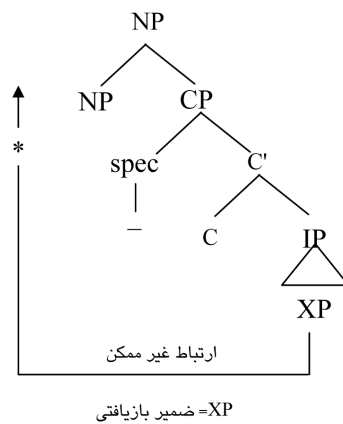 NP
NP CP
*
spec C'
– C IP
XP
ارتباط غیر ممکن
XP= ضمیر بازیافتی